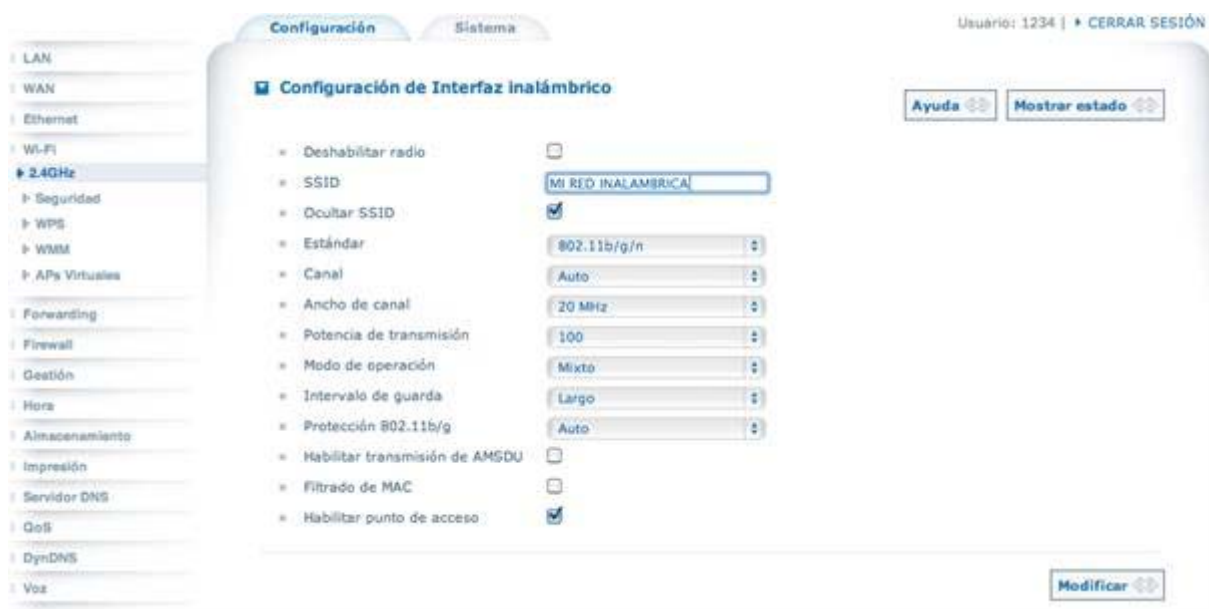 Configuración
Sistema
Usuario: 1234 | CERRAR SESIÓN
LAN
WAN
Ethernet
Wi-Fi
2.4GHz
Seguridad
WPS
WMM
APs Virtuales
Forwarding
Firewall
Gestión
Hora
Almacenamiento
Impresión
Servidor DNS
QoS
DynDNS
Voz
Configuración de Interfaz inalámbrico
Ayuda
Mostrar estado
Deshabilitar radio
SSID MI RED INALAMBRICA
Ocultar SSID
Estándar 802.11b/g/n
Canal Auto
Ancho de canal 20 MHz
Potencia de transmisión 100
Modo de operación Mixto
Intervalo de guarda Largo
Protección 802.11b/g Auto
Habilitar transmisión de AMSDU
Filtrado de MAC
Habilitar punto de acceso
Modificar